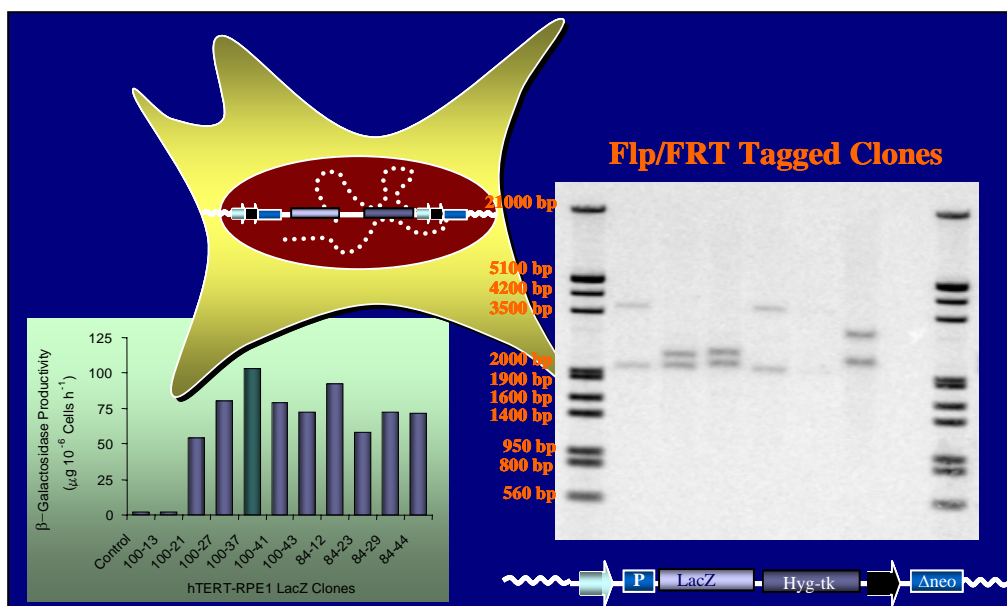 Flp/FRT Tagged Clones
21000 bp
5100 bp
4200 bp
3500 bp
2000 bp
1900 bp
1600 bp
1400 bp
950 bp
800 bp
560 bp
β–Galactosidase Productivity
(μg 10⁻⁶ Cells h⁻¹)
125
100
75
50
25
0
Control
100-13
100-21
100-27
100-37
100-41
100-43
84-12
84-23
84-29
84-44
hTERT-RPE1 LacZ Clones
P LacZ Hyg-tk Δneo